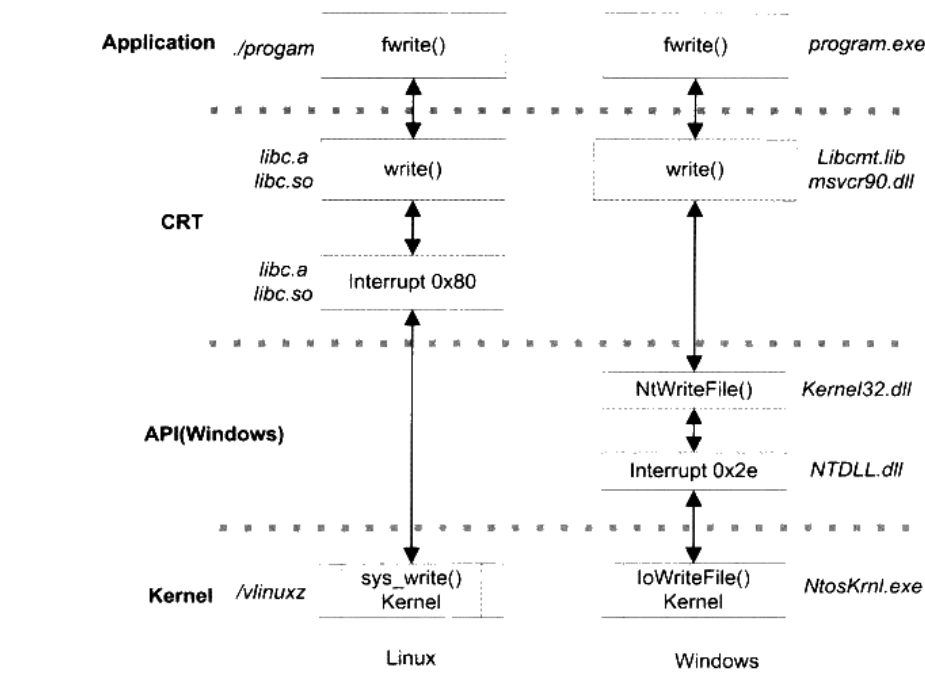 Application ./progam fwrite() fwrite() program.exe
libc.a
libc.so
write() write()
Libcmt.lib
msvcr90.dll
CRT
libc.a
libc.so
Interrupt 0x80
NtWriteFile() Kernel32.dll
API(Windows)
Interrupt 0x2e NTDLL.dll
Kernel /vlinuxz
sys_write()
Kernel
IoWriteFile()
Kernel
NtosKrnl.exe
Linux Windows